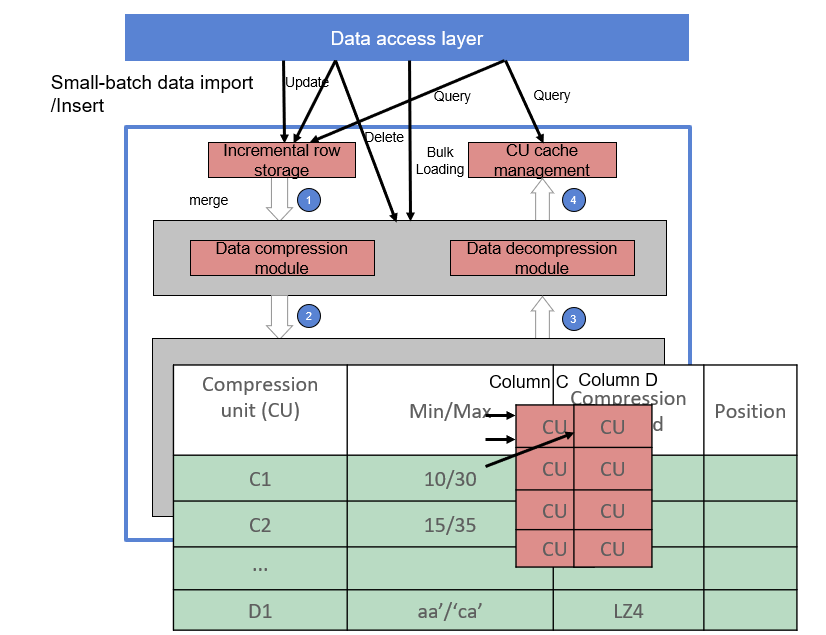 Data access layer
Small-batch data import
/Insert
Update
Query
Query
Delete
Bulk
Loading
Incremental row
storage
CU cache
management
merge
1
4
Data compression
module
Data decompression
module
2
3
Column C
Column D
Compression
unit (CU)
Min/Max
Compression
d
Position
CU
CU
C1
10/30
CU
CU
C2
15/35
CU
CU
...
CU
CU
D1
aa'/'ca'
LZ4